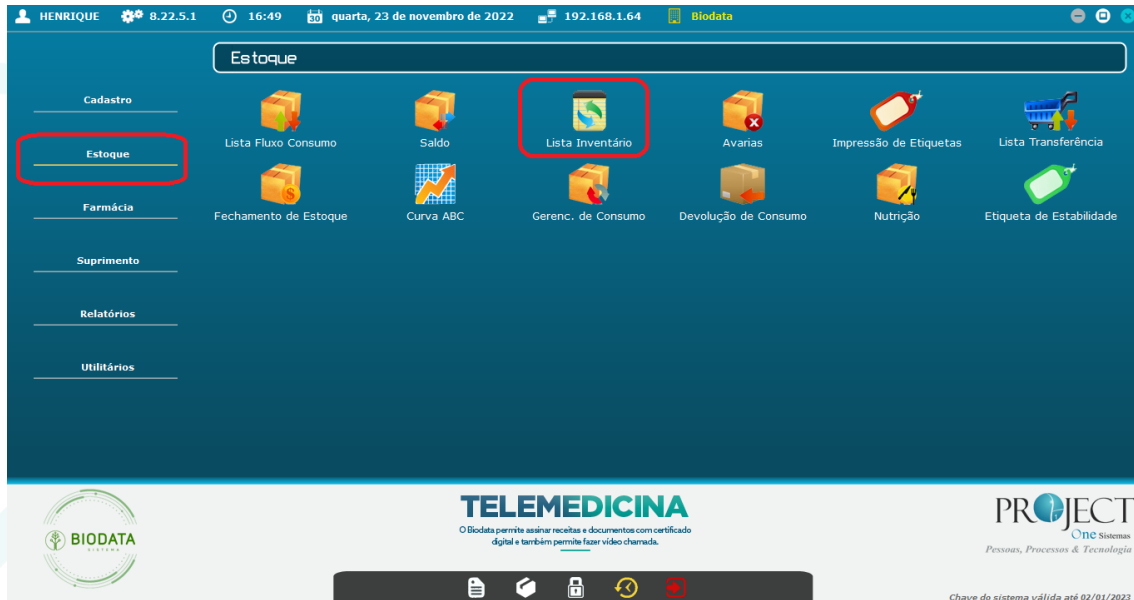 HENRIQUE 8.22.5.1 16:49 30 quarta, 23 de novembro de 2022 192.168.1.64 Biodata
Estoque
Cadastro
Estoque
Farmácia
Suprimento
Relatórios
Utilitários
Lista Fluxo Consumo Saldo Lista Inventário Avarias Impressão de Etiquetas Lista Transferência
Fechamento de Estoque Curva ABC Gerenc. de Consumo Devolução de Consumo Nutrição Etiqueta de Estabilidade
BIODATA
SISTEMA
TELEMEDICINA
O Biodata permite assinar receitas e documentos com certificado
digital e também permite fazer vídeo chamada.
PROJECT
One Sistemas
Pessoas, Processos & Tecnologia
Chave do sistema válida até 02/01/2023